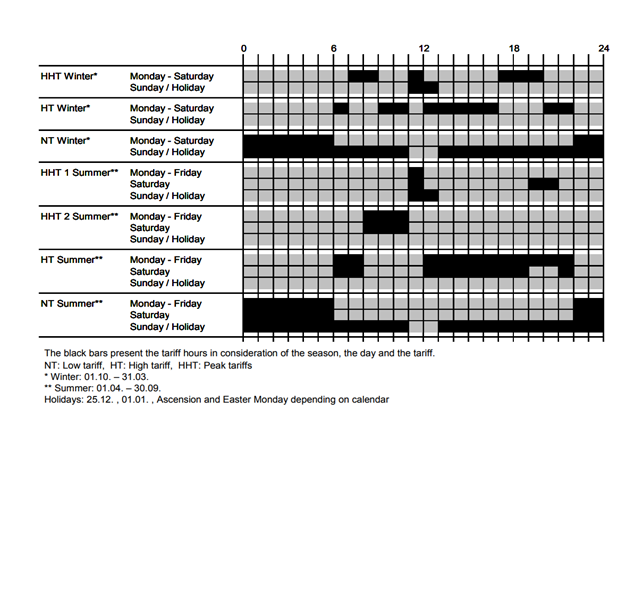 0 6 12 18 24
HHT Winter* Monday - Saturday
Sunday / Holiday
HT Winter* Monday - Saturday
Sunday / Holiday
NT Winter* Monday - Saturday
Sunday / Holiday
HHT 1 Summer** Monday - Friday
Saturday
Sunday / Holiday
HHT 2 Summer** Monday - Friday
Saturday
Sunday / Holiday
HT Summer** Monday - Friday
Saturday
Sunday / Holiday
NT Summer** Monday - Friday
Saturday
Sunday / Holiday
The black bars present the tariff hours in consideration of the season, the day and the tariff.
NT: Low tariff, HT: High tariff, HHT: Peak tariffs
* Winter: 01.10. – 31.03.
** Summer: 01.04. – 30.09.
Holidays: 25.12. , 01.01. , Ascension and Easter Monday depending on calendar